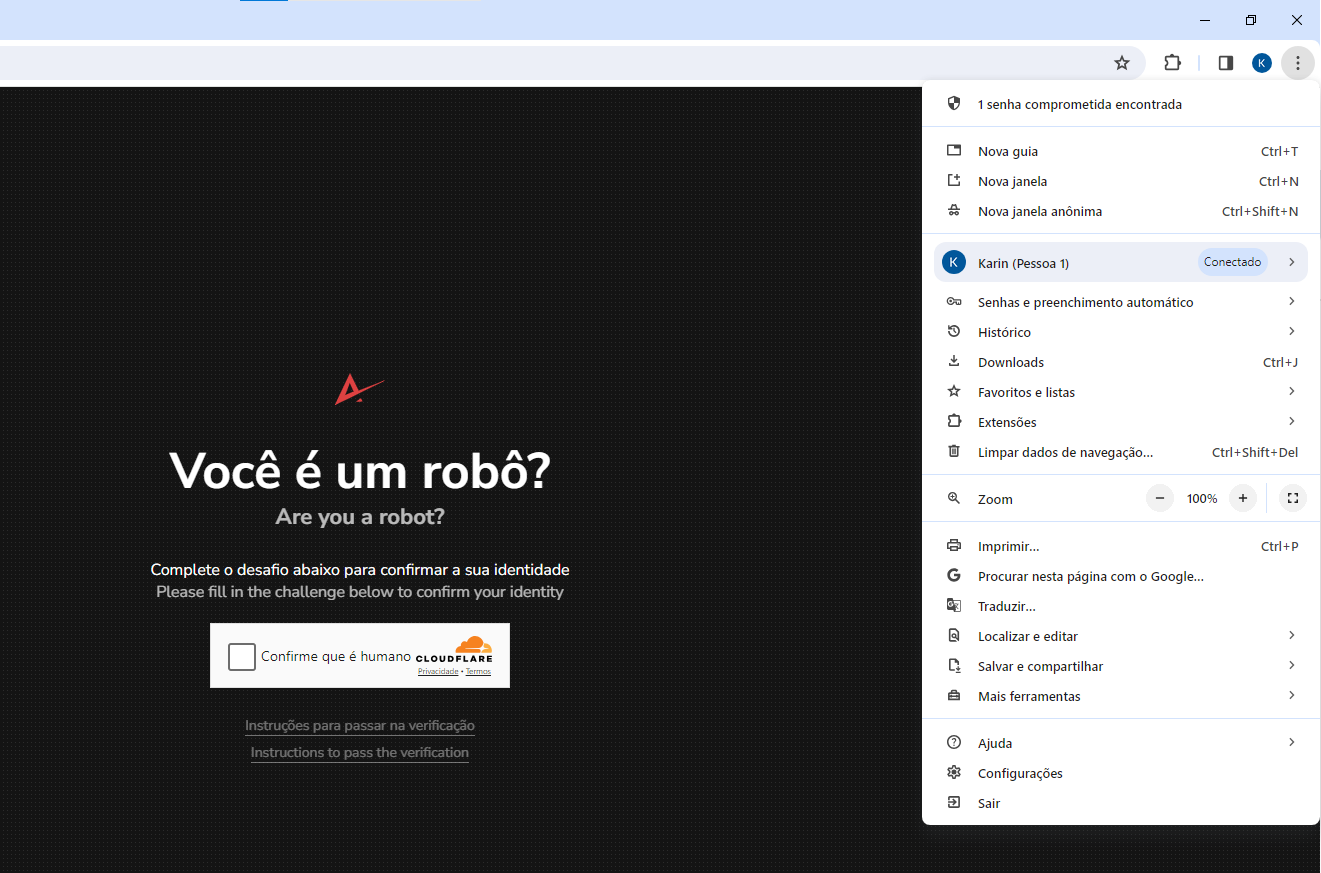 K
1 senha comprometida encontrada
Nova guia Ctrl+T
Nova janela Ctrl+N
Nova janela anônima Ctrl+Shift+N
K Karin (Pessoa 1) Conectado
Senhas e preenchimento automático
Histórico
Downloads Ctrl+J
Favoritos e listas
Extensões
Limpar dados de navegação... Ctrl+Shift+Del
Zoom − 100% +
Imprimir... Ctrl+P
Procurar nesta página com o Google...
Traduzir...
Localizar e editar
Salvar e compartilhar
Mais ferramentas
Ajuda
Configurações
Sair
Você é um robô?
Are you a robot?
Complete o desafio abaixo para confirmar a sua identidade
Please fill in the challenge below to confirm your identity
Confirme que é humano
CLOUDFLARE
Privacidade • Termos
Instruções para passar na verificação
Instructions to pass the verification